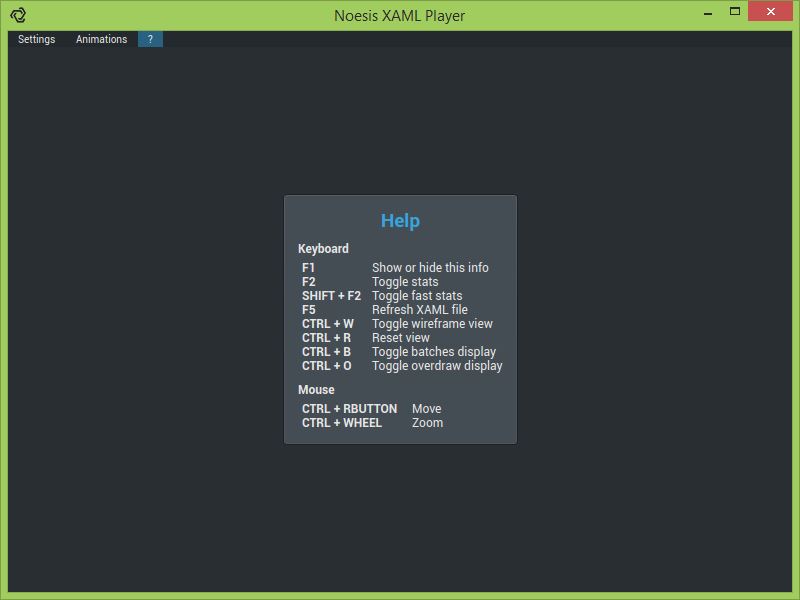 Noesis XAML Player
Settings Animations ?
Help
Keyboard
F1 Show or hide this info
F2 Toggle stats
SHIFT + F2 Toggle fast stats
F5 Refresh XAML file
CTRL + W Toggle wireframe view
CTRL + R Reset view
CTRL + B Toggle batches display
CTRL + O Toggle overdraw display
Mouse
CTRL + RBUTTON Move
CTRL + WHEEL Zoom